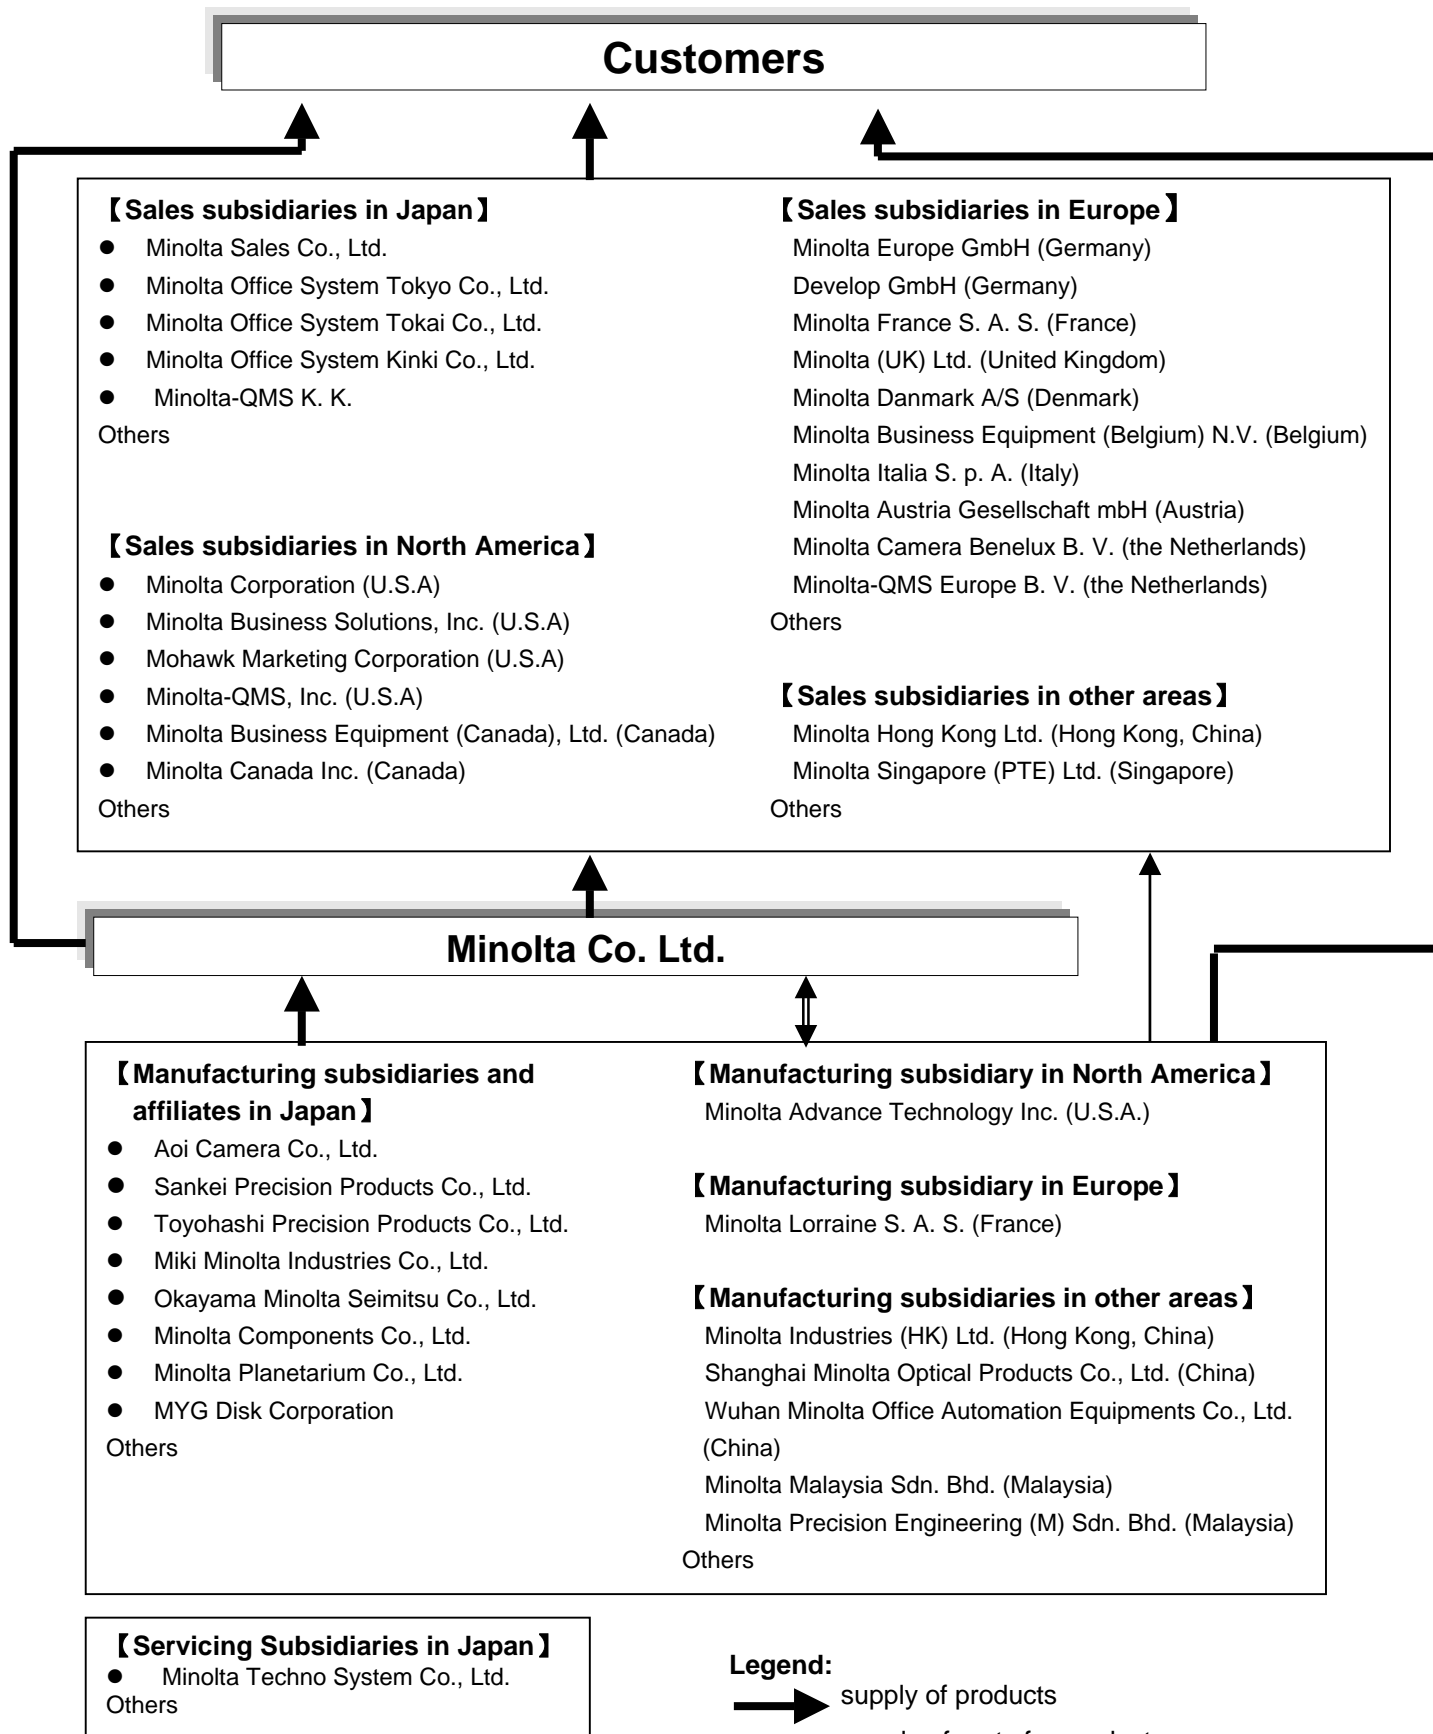 Customers
【Sales subsidiaries in Japan】
● Minolta Sales Co., Ltd.
● Minolta Office System Tokyo Co., Ltd.
● Minolta Office System Tokai Co., Ltd.
● Minolta Office System Kinki Co., Ltd.
● Minolta-QMS K. K.
Others
【Sales subsidiaries in North America】
● Minolta Corporation (U.S.A)
● Minolta Business Solutions, Inc. (U.S.A)
● Mohawk Marketing Corporation (U.S.A)
● Minolta-QMS, Inc. (U.S.A)
● Minolta Business Equipment (Canada), Ltd. (Canada)
● Minolta Canada Inc. (Canada)
Others
【Sales subsidiaries in Europe】
Minolta Europe GmbH (Germany)
Develop GmbH (Germany)
Minolta France S. A. S. (France)
Minolta (UK) Ltd. (United Kingdom)
Minolta Danmark A/S (Denmark)
Minolta Business Equipment (Belgium) N.V. (Belgium)
Minolta Italia S. p. A. (Italy)
Minolta Austria Gesellschaft mbH (Austria)
Minolta Camera Benelux B. V. (the Netherlands)
Minolta-QMS Europe B. V. (the Netherlands)
Others
【Sales subsidiaries in other areas】
Minolta Hong Kong Ltd. (Hong Kong, China)
Minolta Singapore (PTE) Ltd. (Singapore)
Others
Minolta Co. Ltd.
【Manufacturing subsidiaries and
affiliates in Japan】
● Aoi Camera Co., Ltd.
● Sankei Precision Products Co., Ltd.
● Toyohashi Precision Products Co., Ltd.
● Miki Minolta Industries Co., Ltd.
● Okayama Minolta Seimitsu Co., Ltd.
● Minolta Components Co., Ltd.
● Minolta Planetarium Co., Ltd.
● MYG Disk Corporation
Others
【Manufacturing subsidiary in North America】
Minolta Advance Technology Inc. (U.S.A.)
【Manufacturing subsidiary in Europe】
Minolta Lorraine S. A. S. (France)
【Manufacturing subsidiaries in other areas】
Minolta Industries (HK) Ltd. (Hong Kong, China)
Shanghai Minolta Optical Products Co., Ltd. (China)
Wuhan Minolta Office Automation Equipments Co., Ltd.
(China)
Minolta Malaysia Sdn. Bhd. (Malaysia)
Minolta Precision Engineering (M) Sdn. Bhd. (Malaysia)
Others
【Servicing Subsidiaries in Japan】
● Minolta Techno System Co., Ltd.
Others
Legend:
supply of products